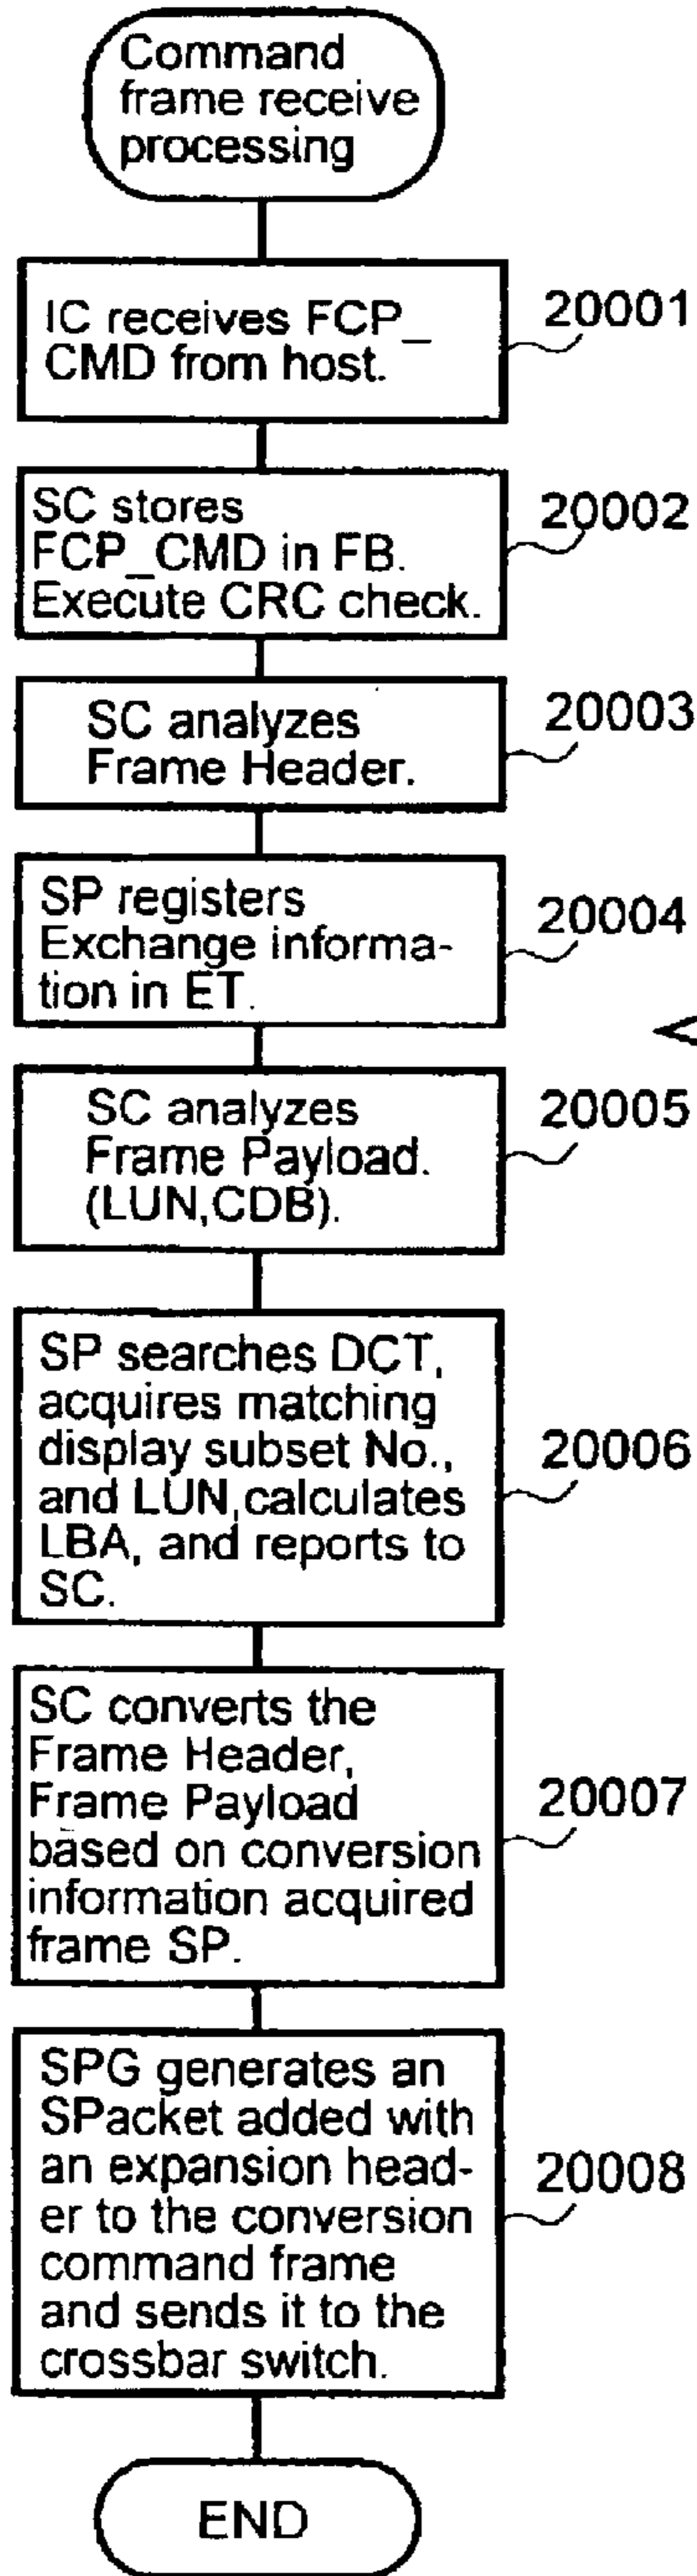 Command
frame receive
processing
IC receives FCP_
CMD from host.
20001
SC stores
FCP_CMD in FB.
Execute CRC check.
20002
SC analyzes
Frame Header.
20003
SP registers
Exchange informa-
tion in ET.
20004
SC analyzes
Frame Payload.
(LUN,CDB).
20005
SP searches DCT,
acquires matching
display subset No.,
and LUN,calculates
LBA, and reports to
SC.
20006
SC converts the
Frame Header,
Frame Payload
based on conversion
information acquired
frame SP.
20007
SPG generates an
SPacket added with
an expansion head-
er to the conversion
command frame
and sends it to the
crossbar switch.
20008
END